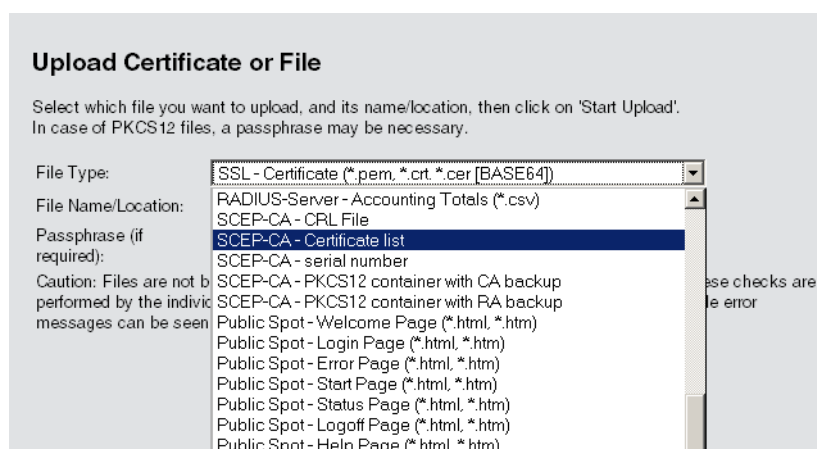 Upload Certificate or File
Select which file you want to upload, and its name/location, then click on 'Start Upload'.
In case of PKCS12 files, a passphrase may be necessary.
File Type:
SSL - Certificate (*.pem, *.crt. *.cer [BASE64])
File Name/Location:
RADIUS-Server - Accounting Totals (*.csv)
SCEP-CA - CRL File
Passphrase (if
required):
SCEP-CA - Certificate list
SCEP-CA - serial number
Caution: Files are not
SCEP-CA - PKCS12 container with CA backup
checks are
performed by the
SCEP-CA - PKCS12 container with RA backup
error
messages can be seen
Public Spot - Welcome Page (*.html, *.htm)
Public Spot - Login Page (*.html, *.htm)
Public Spot - Error Page (*.html, *.htm)
Public Spot - Start Page (*.html, *.htm)
Public Spot - Status Page (*.html, *.htm)
Public Spot - Logoff Page (*.html, *.htm)
Public Spot - Help Page (*.html, *.htm)